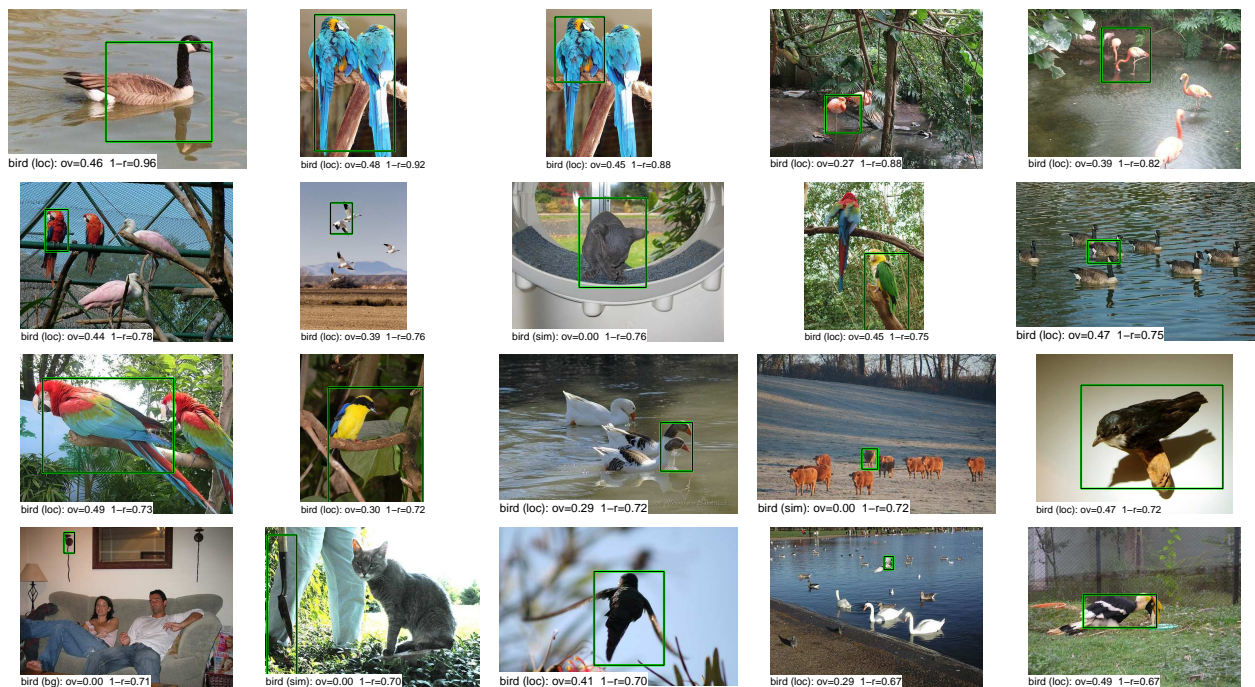 bird (loc): ov=0.46 1−r=0.96
bird (loc): ov=0.48 1−r=0.92
bird (loc): ov=0.45 1−r=0.88
bird (loc): ov=0.27 1−r=0.88
bird (loc): ov=0.39 1−r=0.82
bird (loc): ov=0.44 1−r=0.78
bird (loc): ov=0.39 1−r=0.76
bird (sim): ov=0.00 1−r=0.76
bird (loc): ov=0.45 1−r=0.75
bird (loc): ov=0.47 1−r=0.75
bird (loc): ov=0.49 1−r=0.73
bird (loc): ov=0.30 1−r=0.72
bird (loc): ov=0.29 1−r=0.72
bird (sim): ov=0.00 1−r=0.72
bird (loc): ov=0.47 1−r=0.72
bird (bg): ov=0.00 1−r=0.71
bird (sim): ov=0.00 1−r=0.70
bird (loc): ov=0.41 1−r=0.70
bird (loc): ov=0.29 1−r=0.67
bird (loc): ov=0.49 1−r=0.67